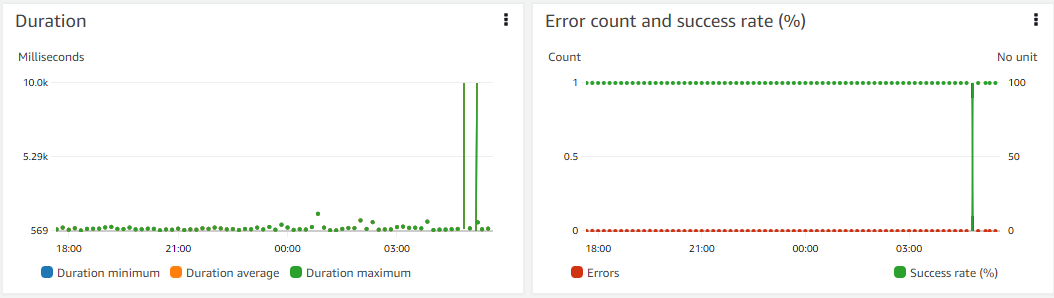 Duration
Milliseconds
10.0k
5.29k
569
18:00 21:00 00:00 03:00
Duration minimum Duration average Duration maximum
Error count and success rate (%)
Count No unit
1 100
0.5 50
0 0
18:00 21:00 00:00 03:00
Errors Success rate (%)